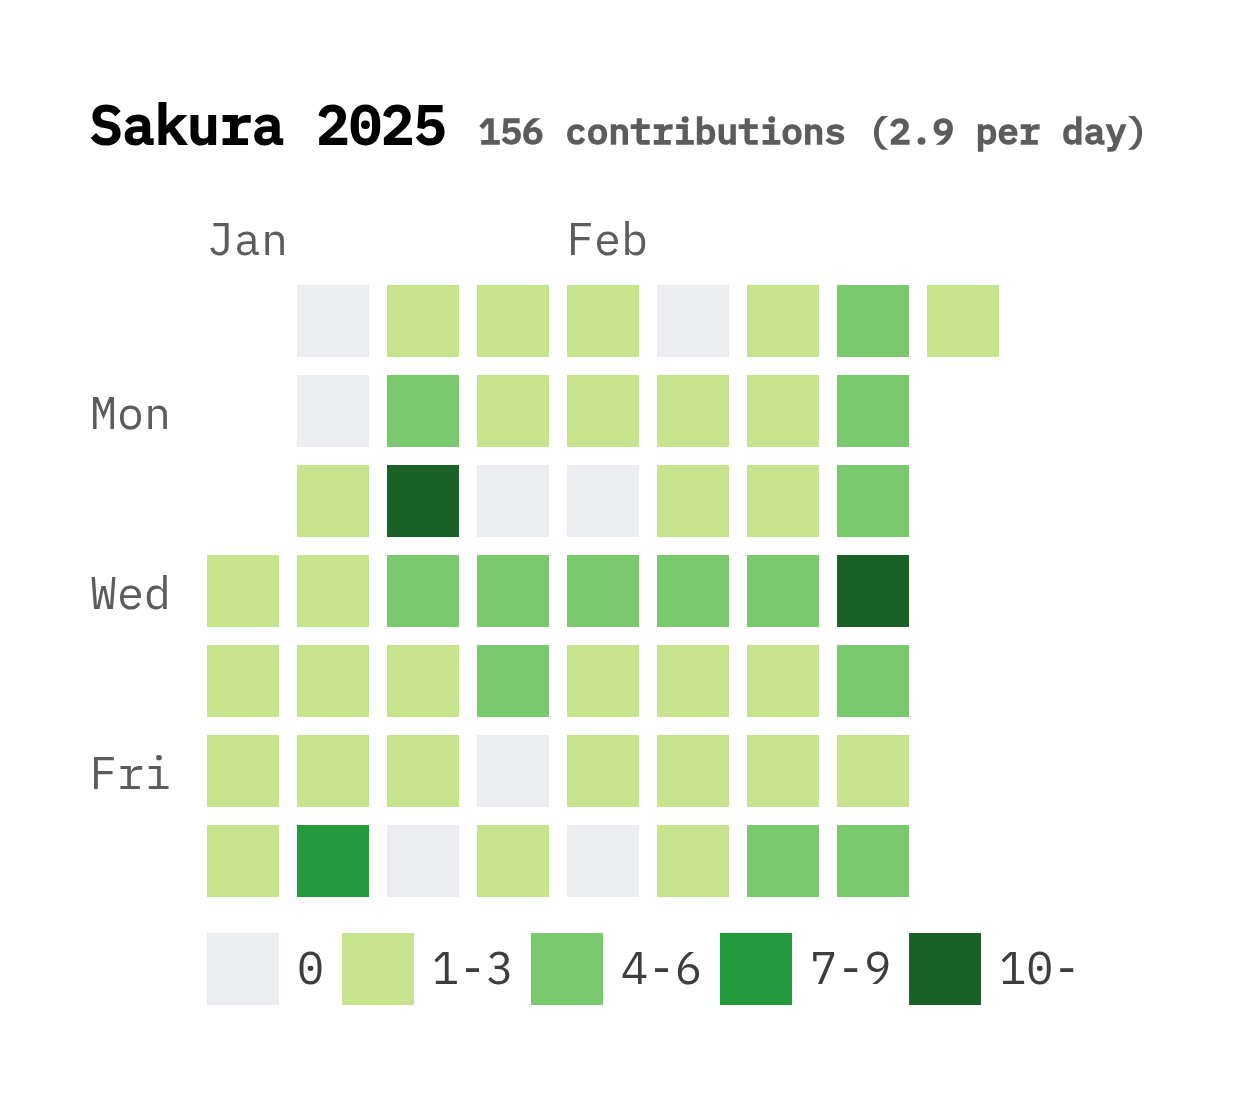 Sakura 2025 156 contributions (2.9 per day)
Jan Feb
Mon
Wed
Fri
0 1-3 4-6 7-9 10-